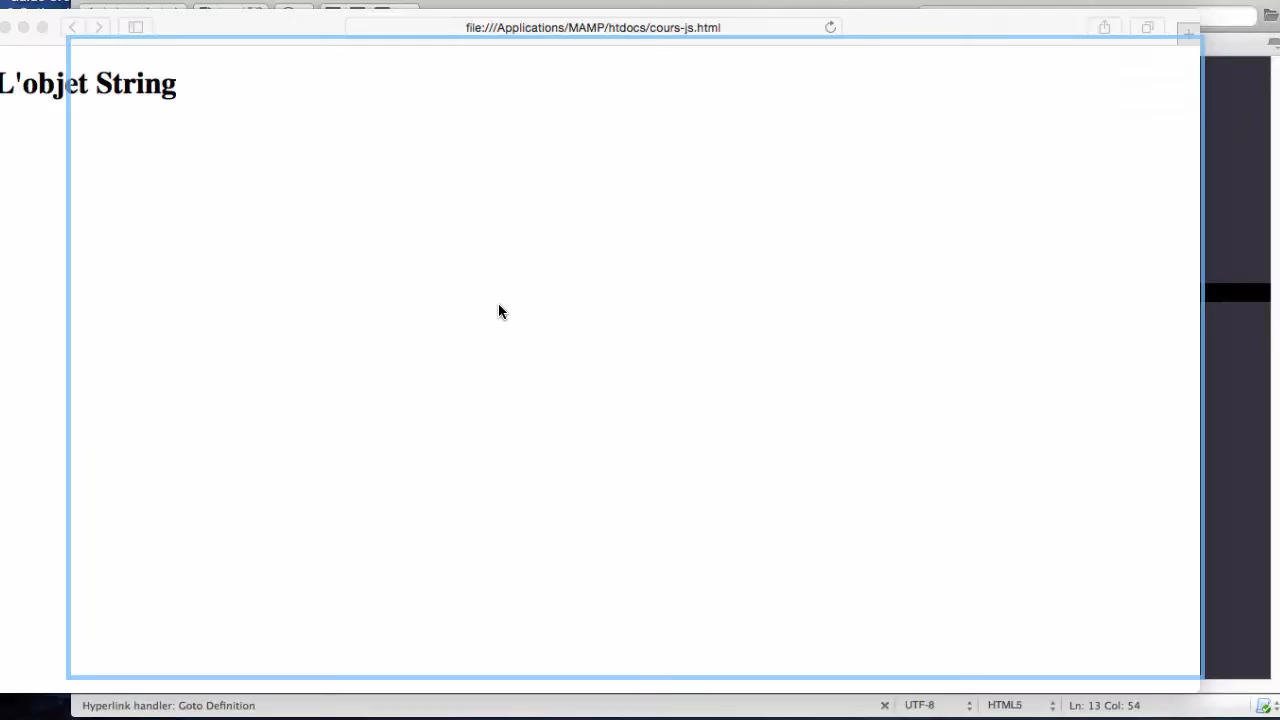 file:///Applications/MAMP/htdocs/cours-js.html
L'objet String
Hyperlink handler: Goto Definition
UTF-8
HTML5
Ln: 13 Col: 54